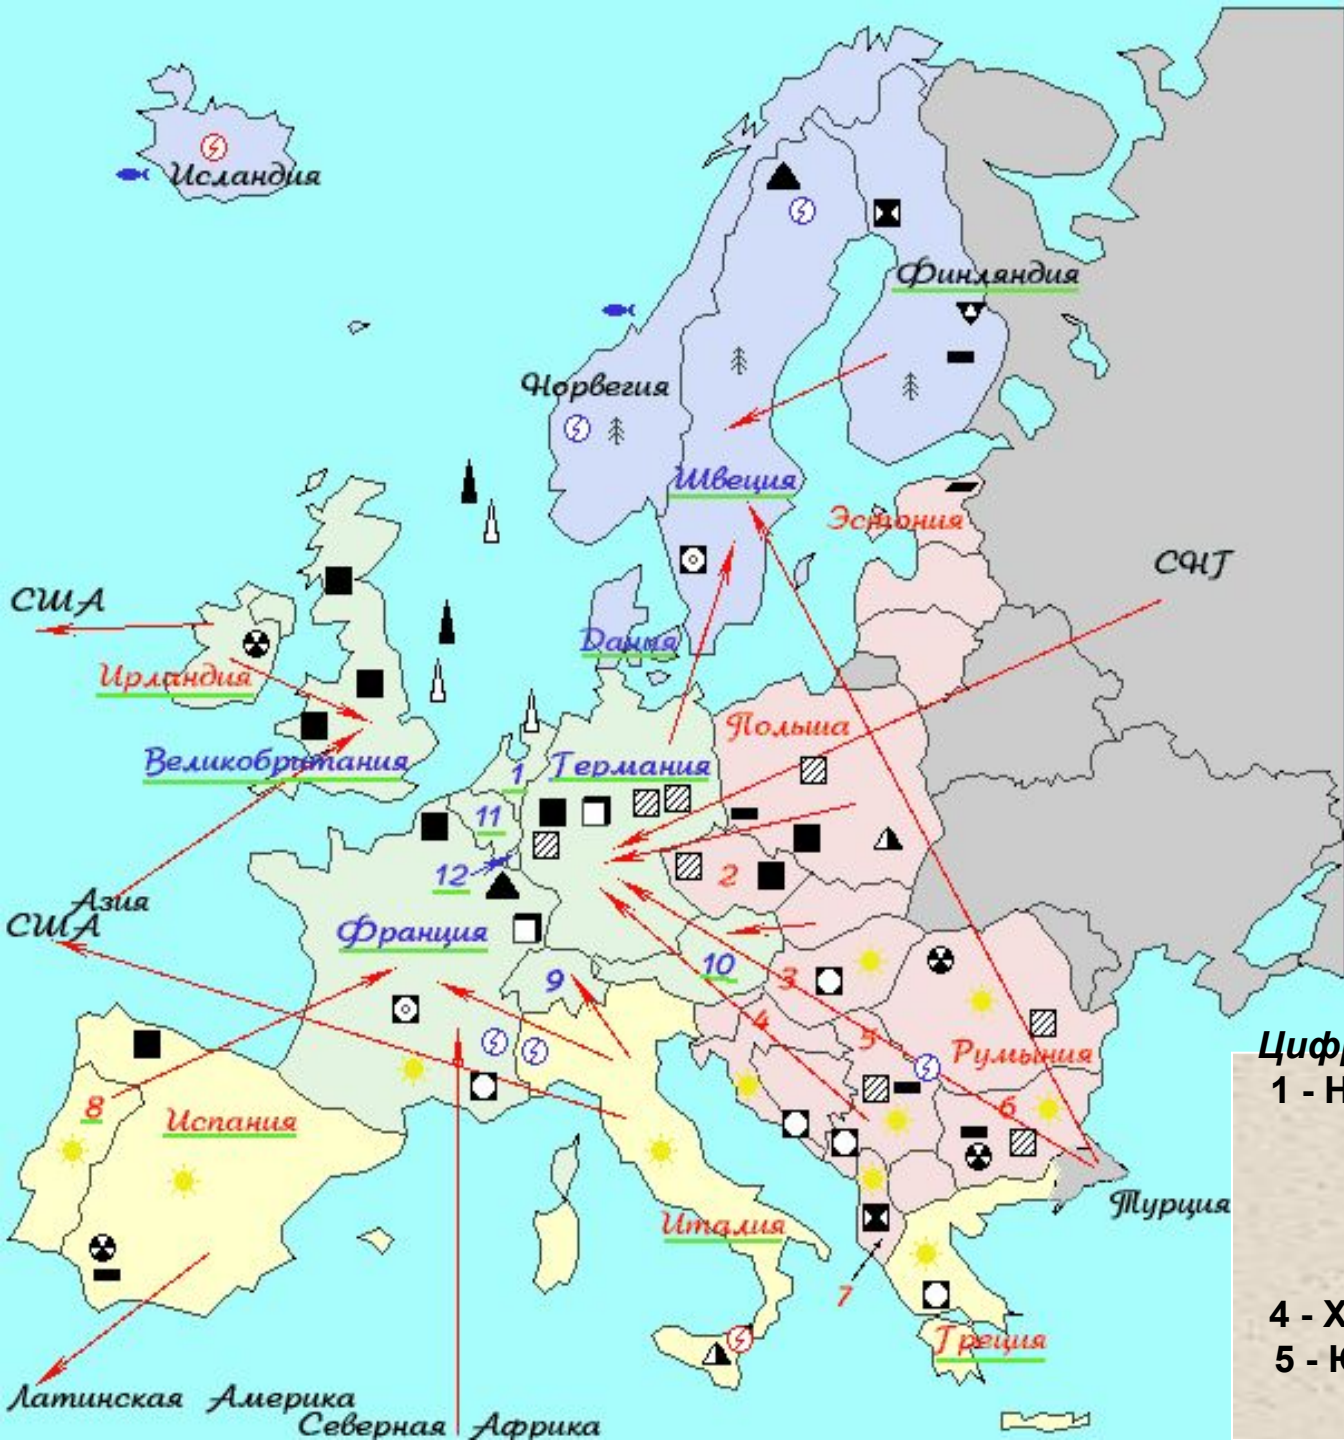 Исландия
Финляндия
Норвегия
Швеция
Эстония
СНГ
США
Дания
Ирландия
Польша
Великобритания
1
Германия
11
12
2
Азия
США
Франция
9
10
3
4
5
Румыния
Цифр
1 - Н
8
Испания
6
Турция
Италия
7
4 - Х
5 - Ю
Греция
Латинская Америка
Северная Африка